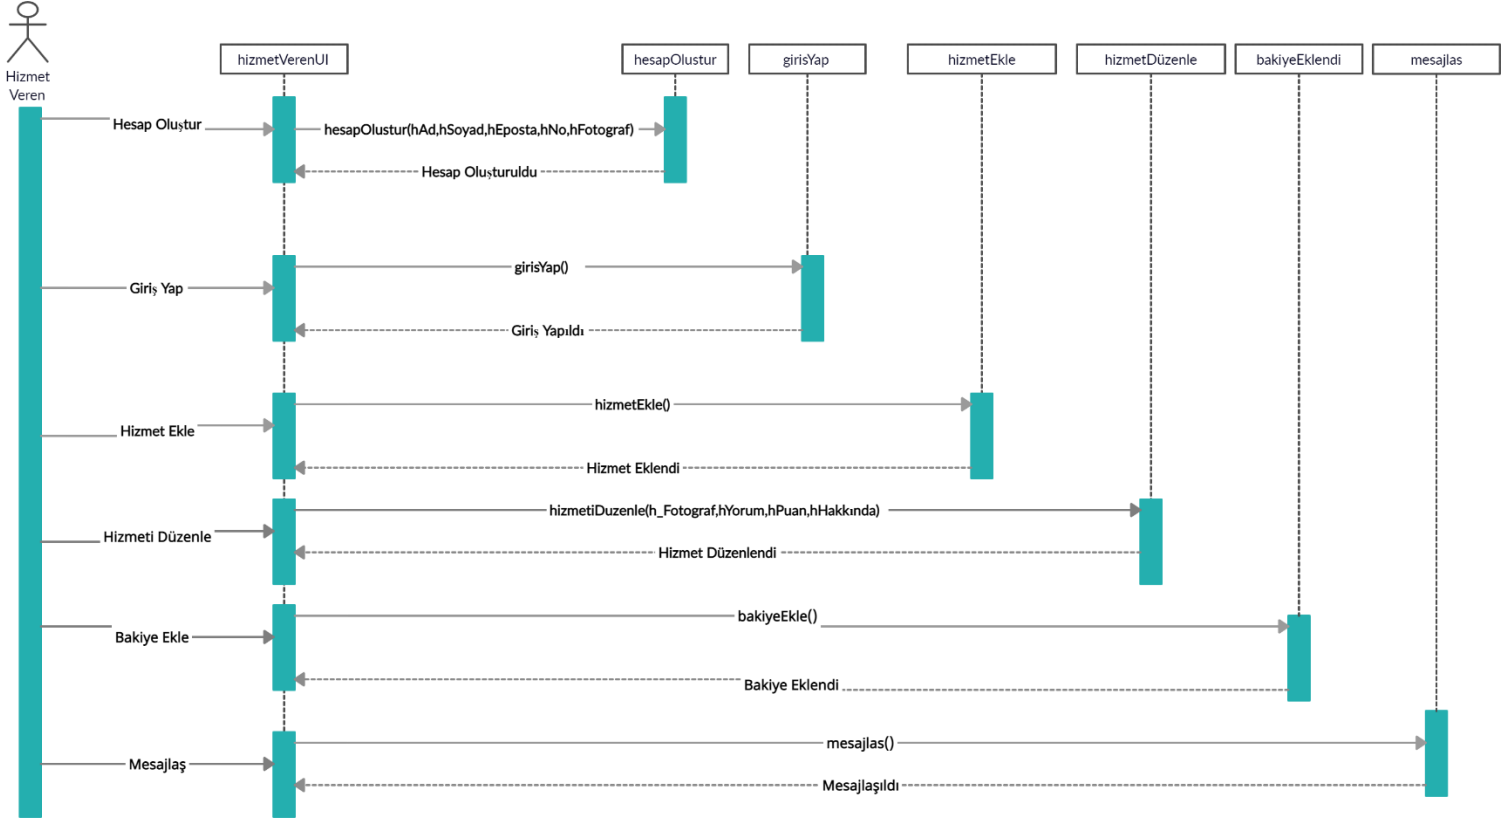 Hizmet
Veren
hizmetVerenUI
hesapOlustur
girisYap
hizmetEkle
hizmetDüzenle
bakiyeEklendi
mesajlas
Hesap Oluştur
hesapOlustur(hAd,hSoyad,hEposta,hNo,hFotograf)
Hesap Oluşturuldu
girisYap()
Giriş Yap
Giriş Yapıldı
hizmetEkle()
Hizmet Ekle
Hizmet Eklendi
hizmetiDuzenle(h_Fotograf,hYorum,hPuan,hHakkında)
Hizmeti Düzenle
Hizmet Düzenlendi
bakiyeEkle()
Bakiye Ekle
Bakiye Eklendi
mesajlas()
Mesajlaş
Mesajlaşıldı